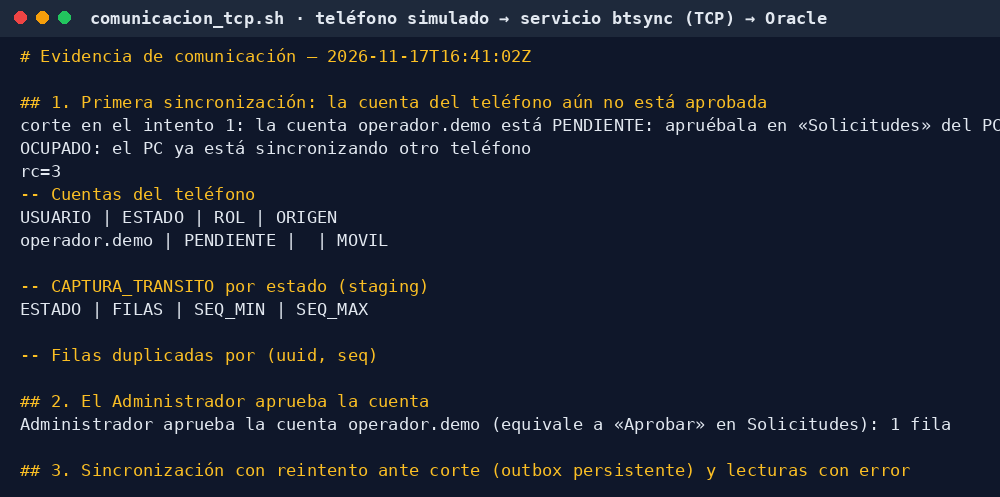 comunicacion_tcp.sh · teléfono simulado → servicio btsync (TCP) → Oracle
# Evidencia de comunicación — 2026-11-17T16:41:02Z
## 1. Primera sincronización: la cuenta del teléfono aún no está aprobada
corte en el intento 1: la cuenta operador.demo está PENDIENTE: apruébala en «Solicitudes» del PC
OCUPADO: el PC ya está sincronizando otro teléfono
rc=3
-- Cuentas del teléfono
USUARIO | ESTADO | ROL | ORIGEN
operador.demo | PENDIENTE |  | MOVIL
-- CAPTURA_TRANSITO por estado (staging)
ESTADO | FILAS | SEQ_MIN | SEQ_MAX
-- Filas duplicadas por (uuid, seq)
## 2. El Administrador aprueba la cuenta
Administrador aprueba la cuenta operador.demo (equivale a «Aprobar» en Solicitudes): 1 fila
## 3. Sincronización con reintento ante corte (outbox persistente) y lecturas con error